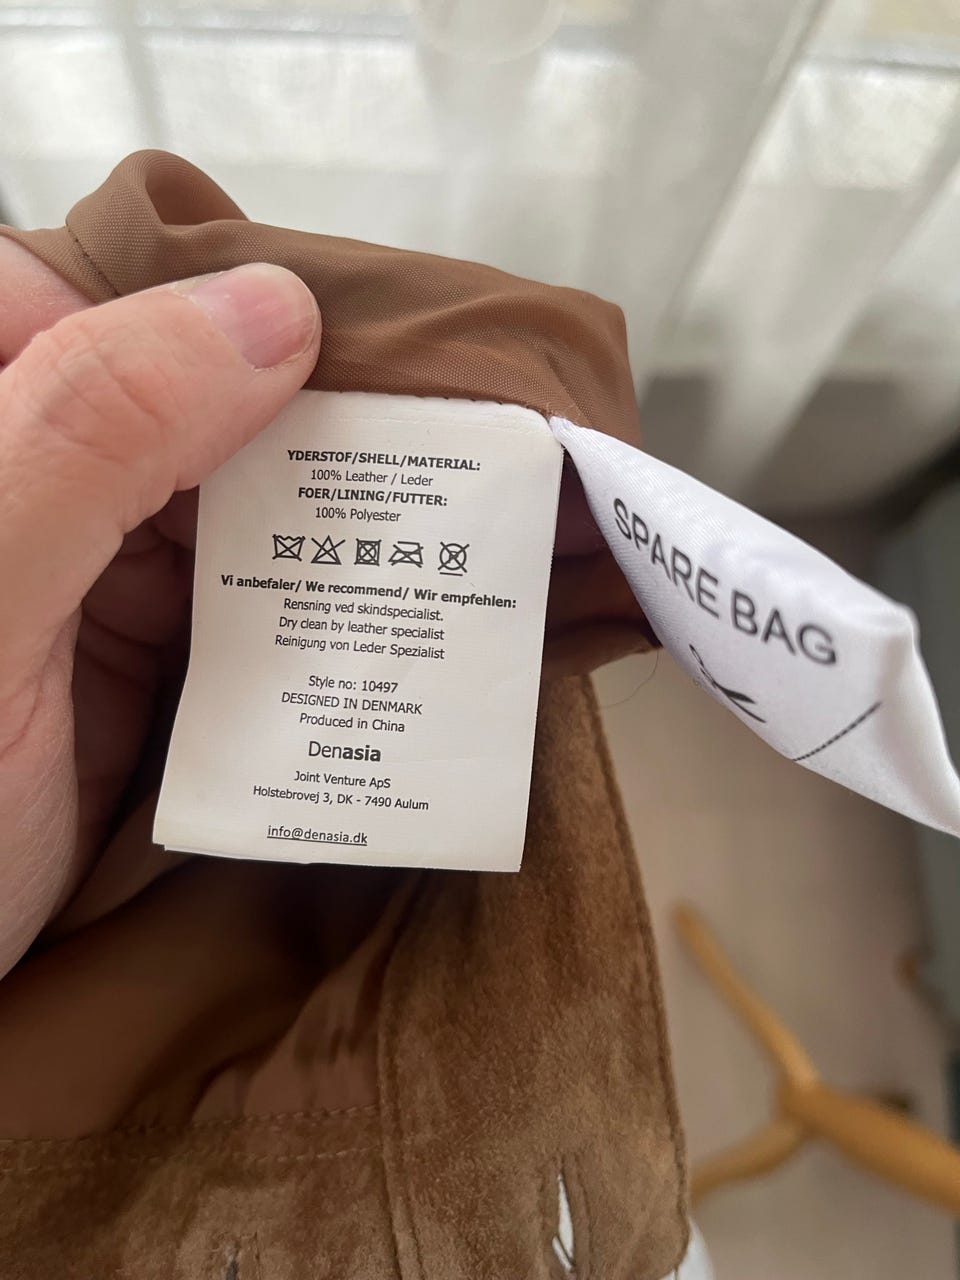 YDERSTOF/SHELL/MATERIAL:
100% Leather / Leder
FOER/LINING/FUTTER:
100% Polyester
Vi anbefaler/ We recommend/ Wir empfehlen:
Rensning ved skindspecialist.
Dry clean by leather specialist
Reinigung von Leder Spezialist
Style no: 10497
DESIGNED IN DENMARK
Produced in China
Denasia
Joint Venture ApS
Holstebrovej 3, DK - 7490 Aulum
info@denasia.dk
SPARE BAG